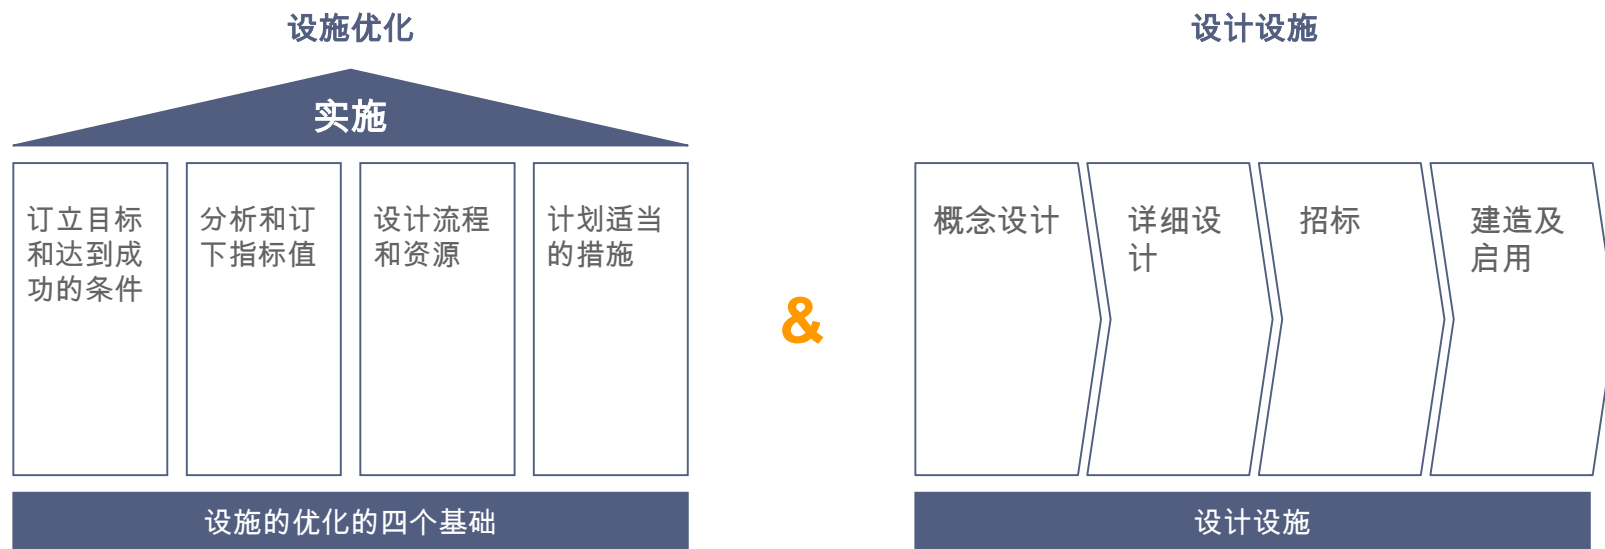 设施优化
实施
订立目标
和达到成
功的条件
分析和订
下指标值
设计流程
和资源
计划适当
的措施
设施的优化的四个基础
&
设计设施
概念设计
详细设
计
招标
建造及
启用
设计设施